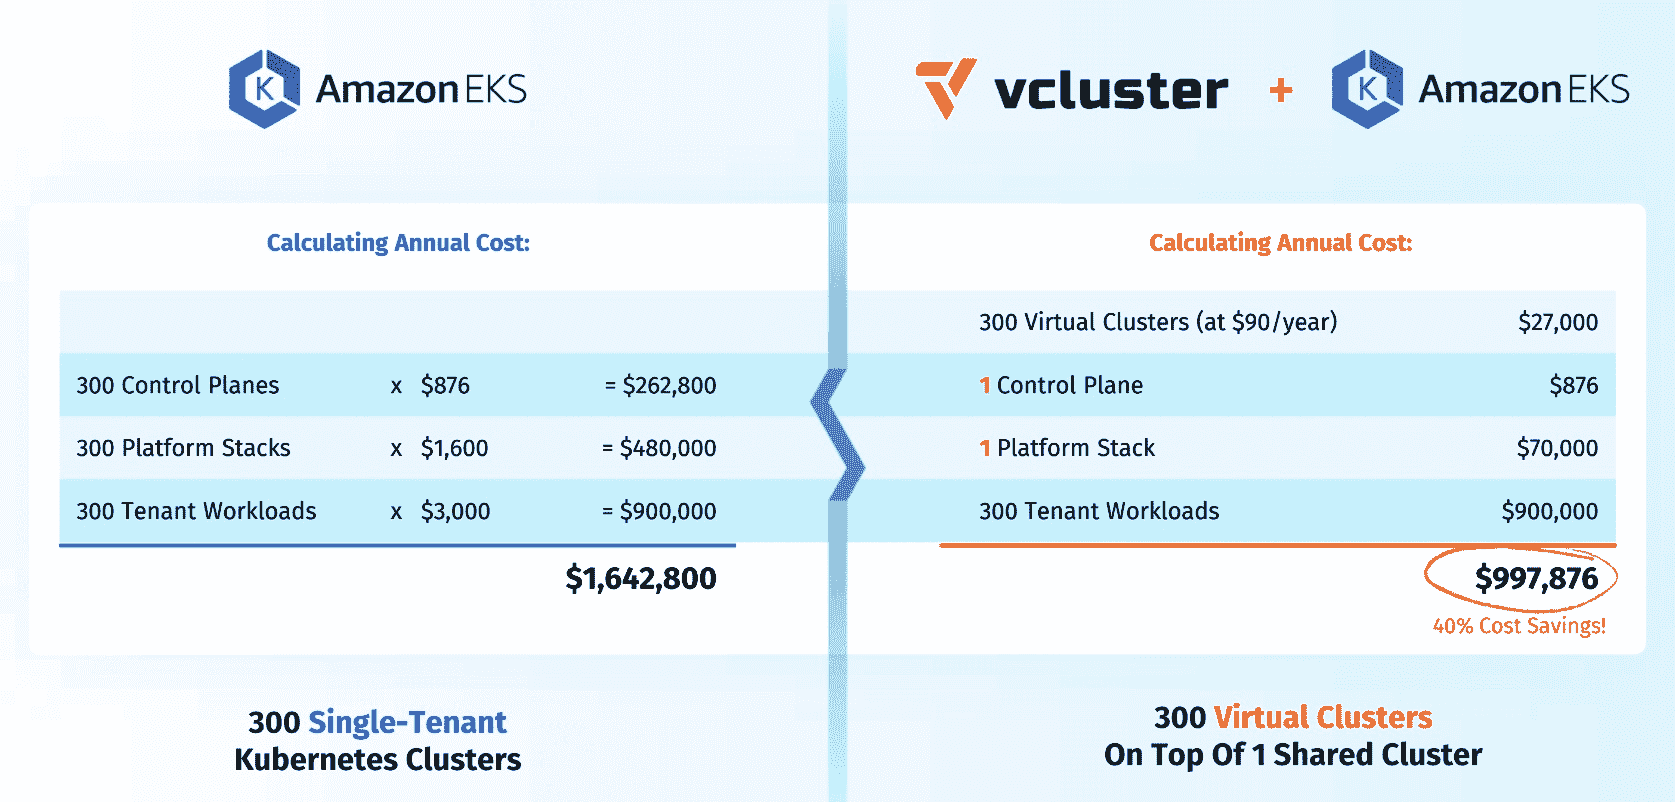 Amazon EKS
Calculating Annual Cost:
300 Control Planes x $876 = $262,800
300 Platform Stacks x $1,600 = $480,000
300 Tenant Workloads x $3,000 = $900,000
$1,642,800
300 Single-Tenant
Kubernetes Clusters
vcluster + Amazon EKS
Calculating Annual Cost:
300 Virtual Clusters (at $90/year) $27,000
1 Control Plane $876
1 Platform Stack $70,000
300 Tenant Workloads $900,000
$997,876
40% Cost Savings!
300 Virtual Clusters
On Top Of 1 Shared Cluster